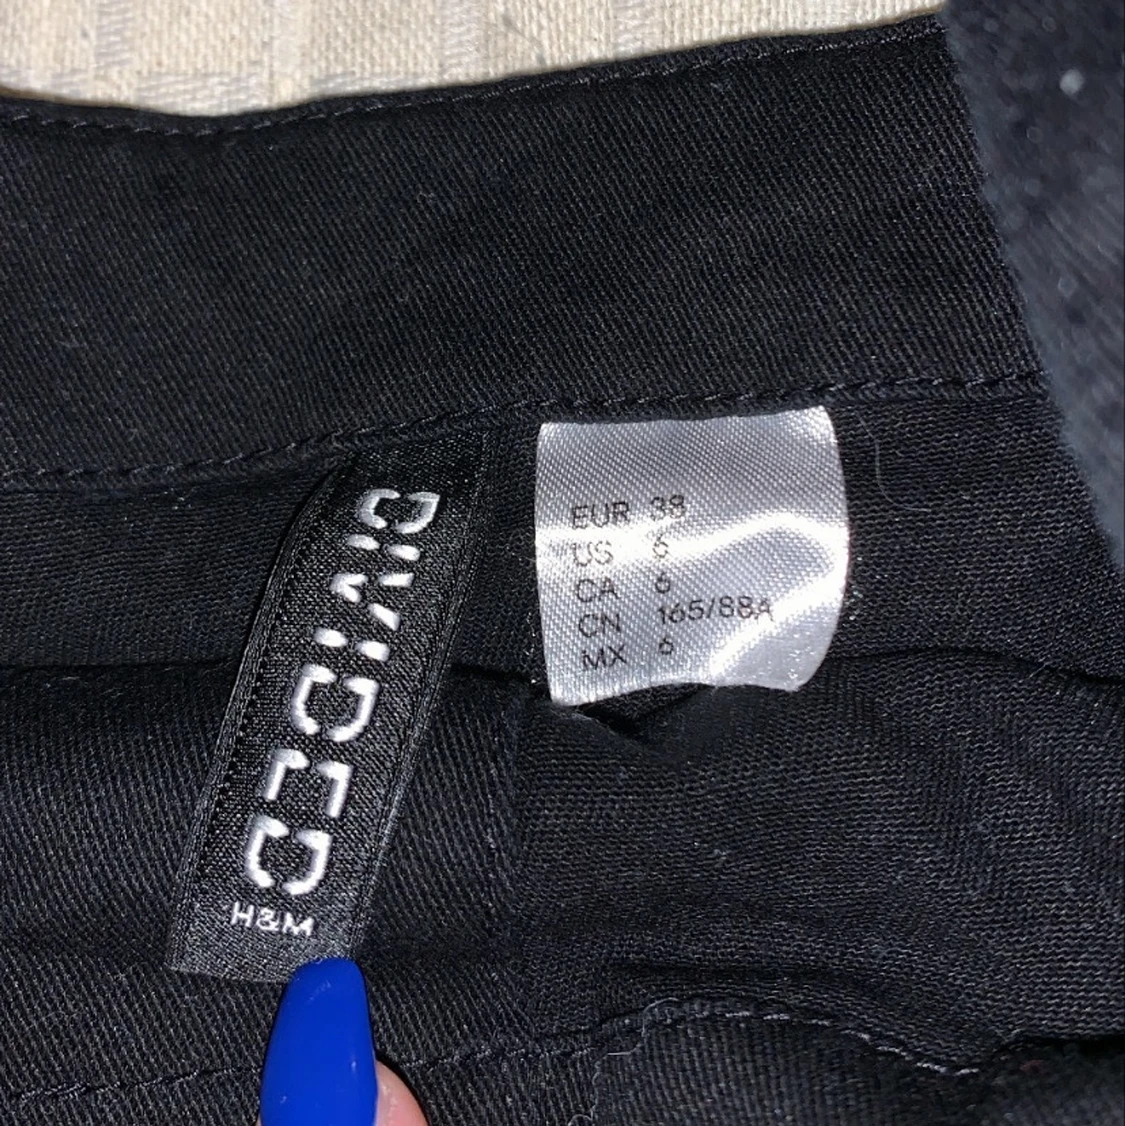 DIVIDED
H&M
EUR 38
US 6
CA 6
CN 165/88A
MX 6